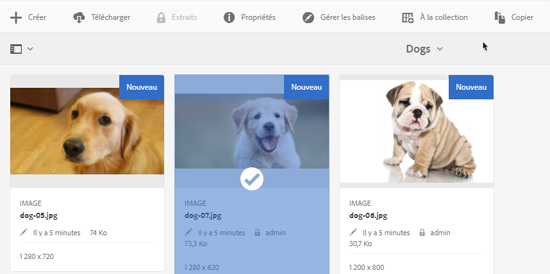 Créer Télécharger Extraits Propriétés Gérer les balises À la collection Copier
Dogs
Nouveau Nouveau Nouveau
IMAGE
dog-05.jpg
Il y a 5 minutes 74 Ko
1 280 x 720
IMAGE
dog-07.jpg
Il y a 5 minutes admin
73,3 Ko
1 280 x 620
IMAGE
dog-06.jpg
Il y a 5 minutes admin
30,7 Ko
1 200 x 800